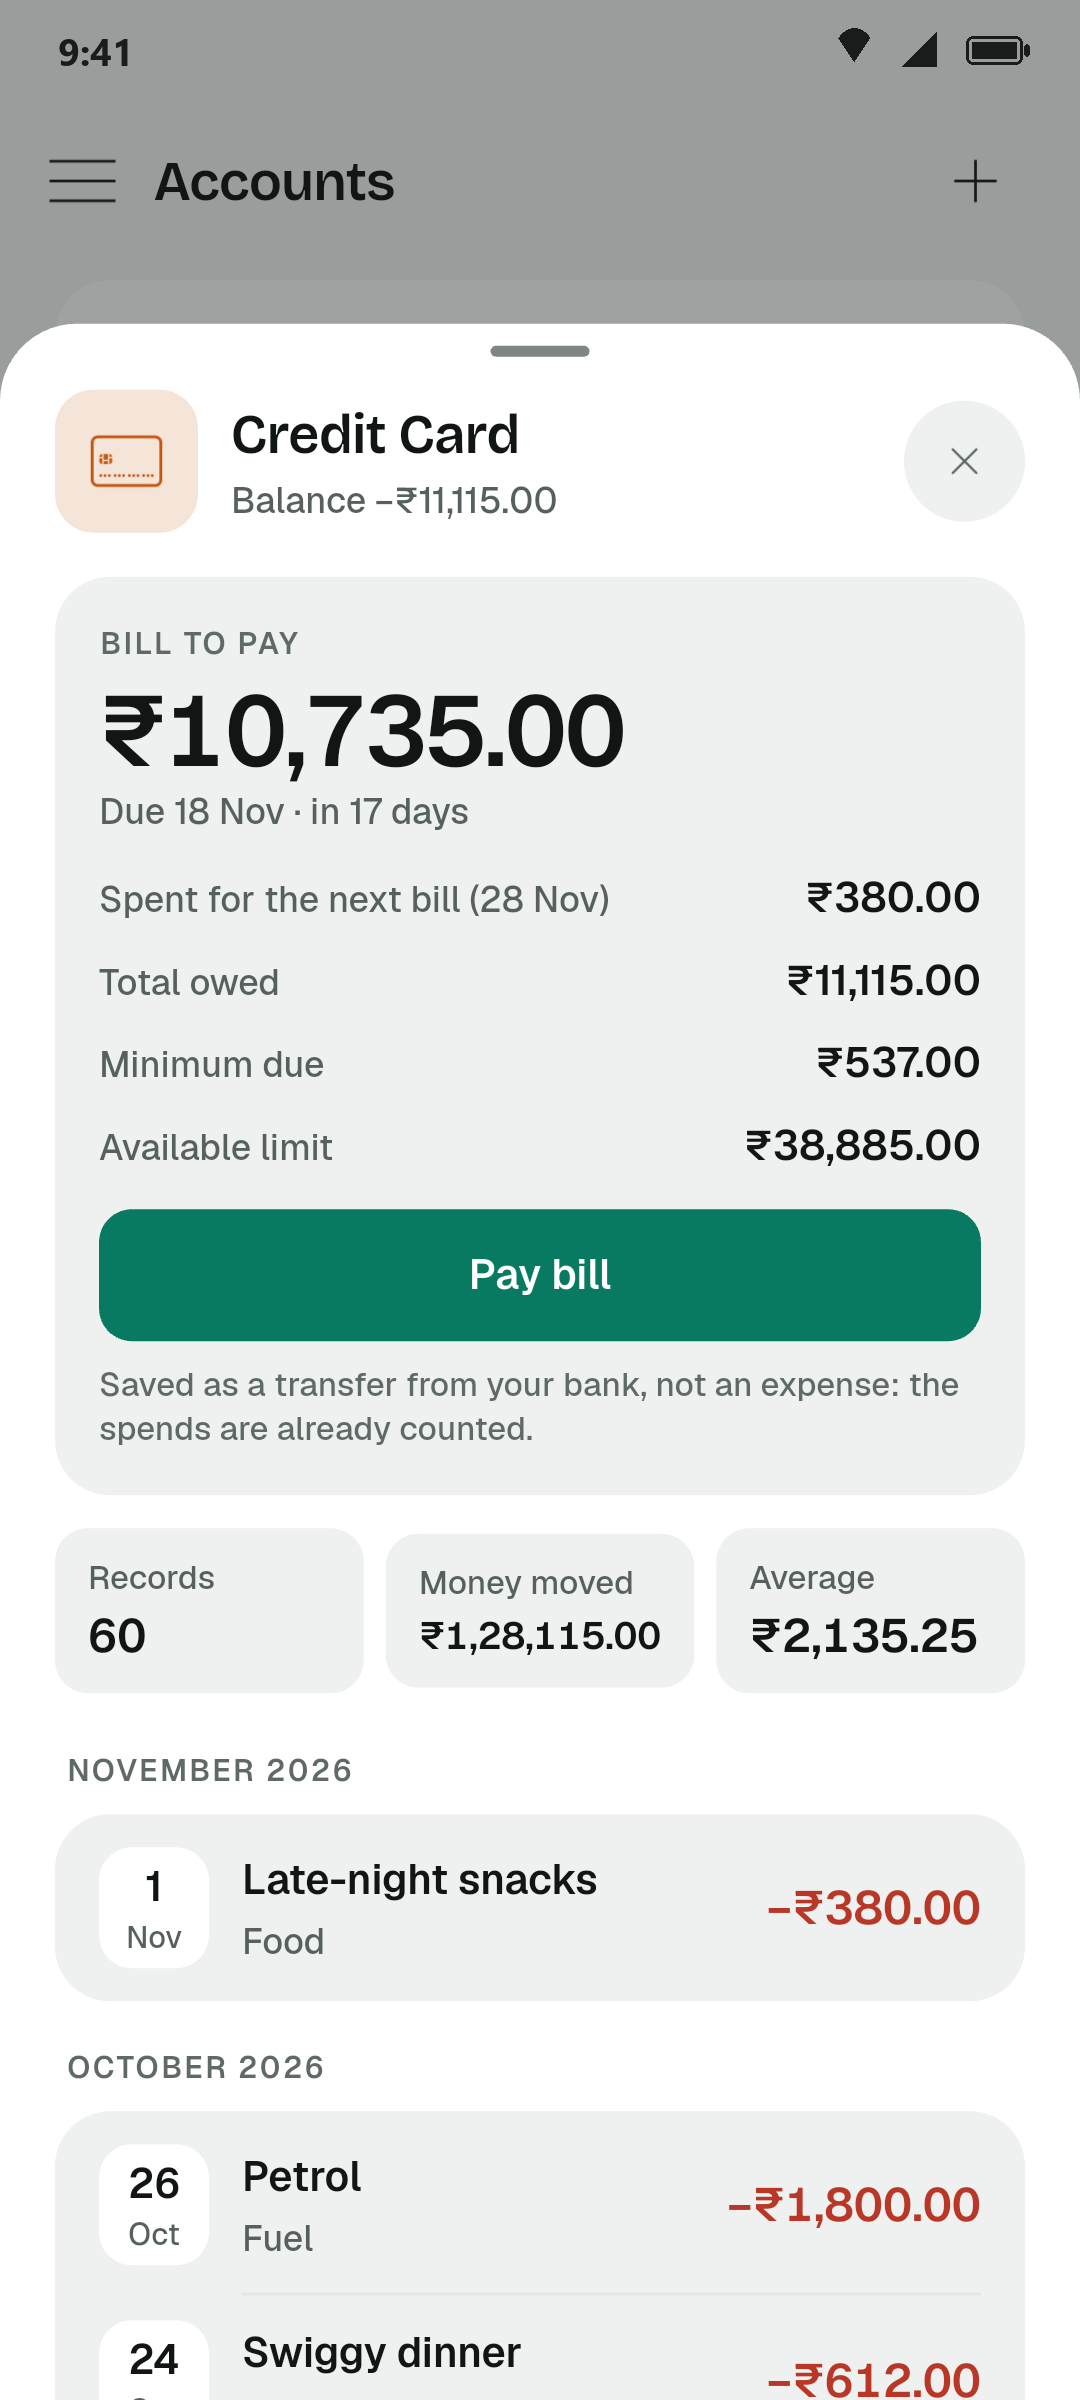 9:41
Accounts
Credit Card
Balance −₹11,115.00
BILL TO PAY
₹10,735.00
Due 18 Nov · in 17 days
Spent for the next bill (28 Nov) ₹380.00
Total owed ₹11,115.00
Minimum due ₹537.00
Available limit ₹38,885.00
Pay bill
Saved as a transfer from your bank, not an expense: the
spends are already counted.
Records
60
Money moved
₹1,28,115.00
Average
₹2,135.25
NOVEMBER 2026
1 Nov
Late-night snacks
Food
−₹380.00
OCTOBER 2026
26 Oct
Petrol
Fuel
−₹1,800.00
24
Swiggy dinner
−₹612.00